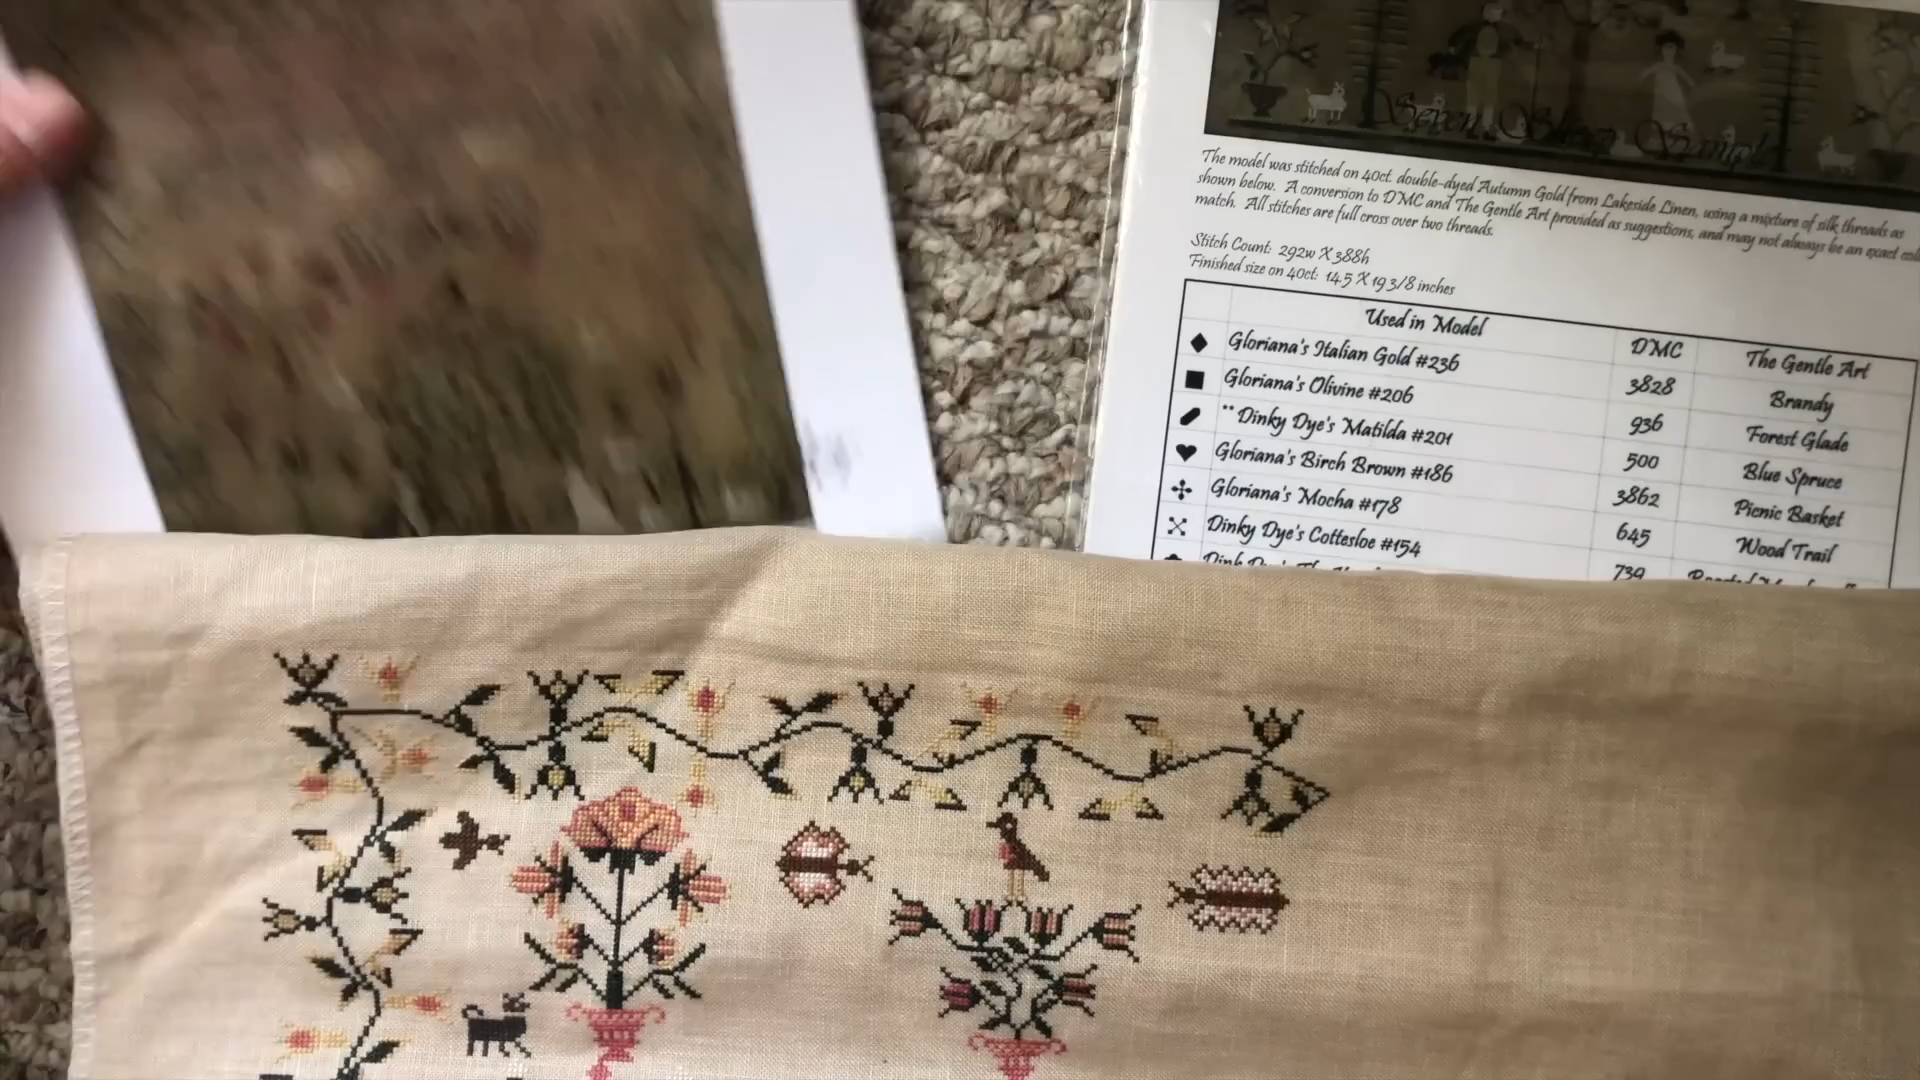 Seven Sheep Sampler
The model was stitched on 40ct. double-dyed Autumn Gold from Lakeside Linen, using a mixture of silk threads as
shown below. A conversion to DMC and The Gentle Art provided as suggestions, and may not always be an exact
match. All stitches are full cross over two threads.
Stitch Count: 292w X 388h
Finished size on 40ct: 14.5 X 19 3/8 inches
Used in Model DMC The Gentle Art
Gloriana's Italian Gold #236 3828 Brandy
Gloriana's Olivine #206 936 Forest Glade
** Dinky Dye's Matilda #201 500 Blue Spruce
Gloriana's Birch Brown #186 3862 Picnic Basket
Gloriana's Mocha #178 645 Wood Trail
Dinky Dye's Cottesloe #154 739